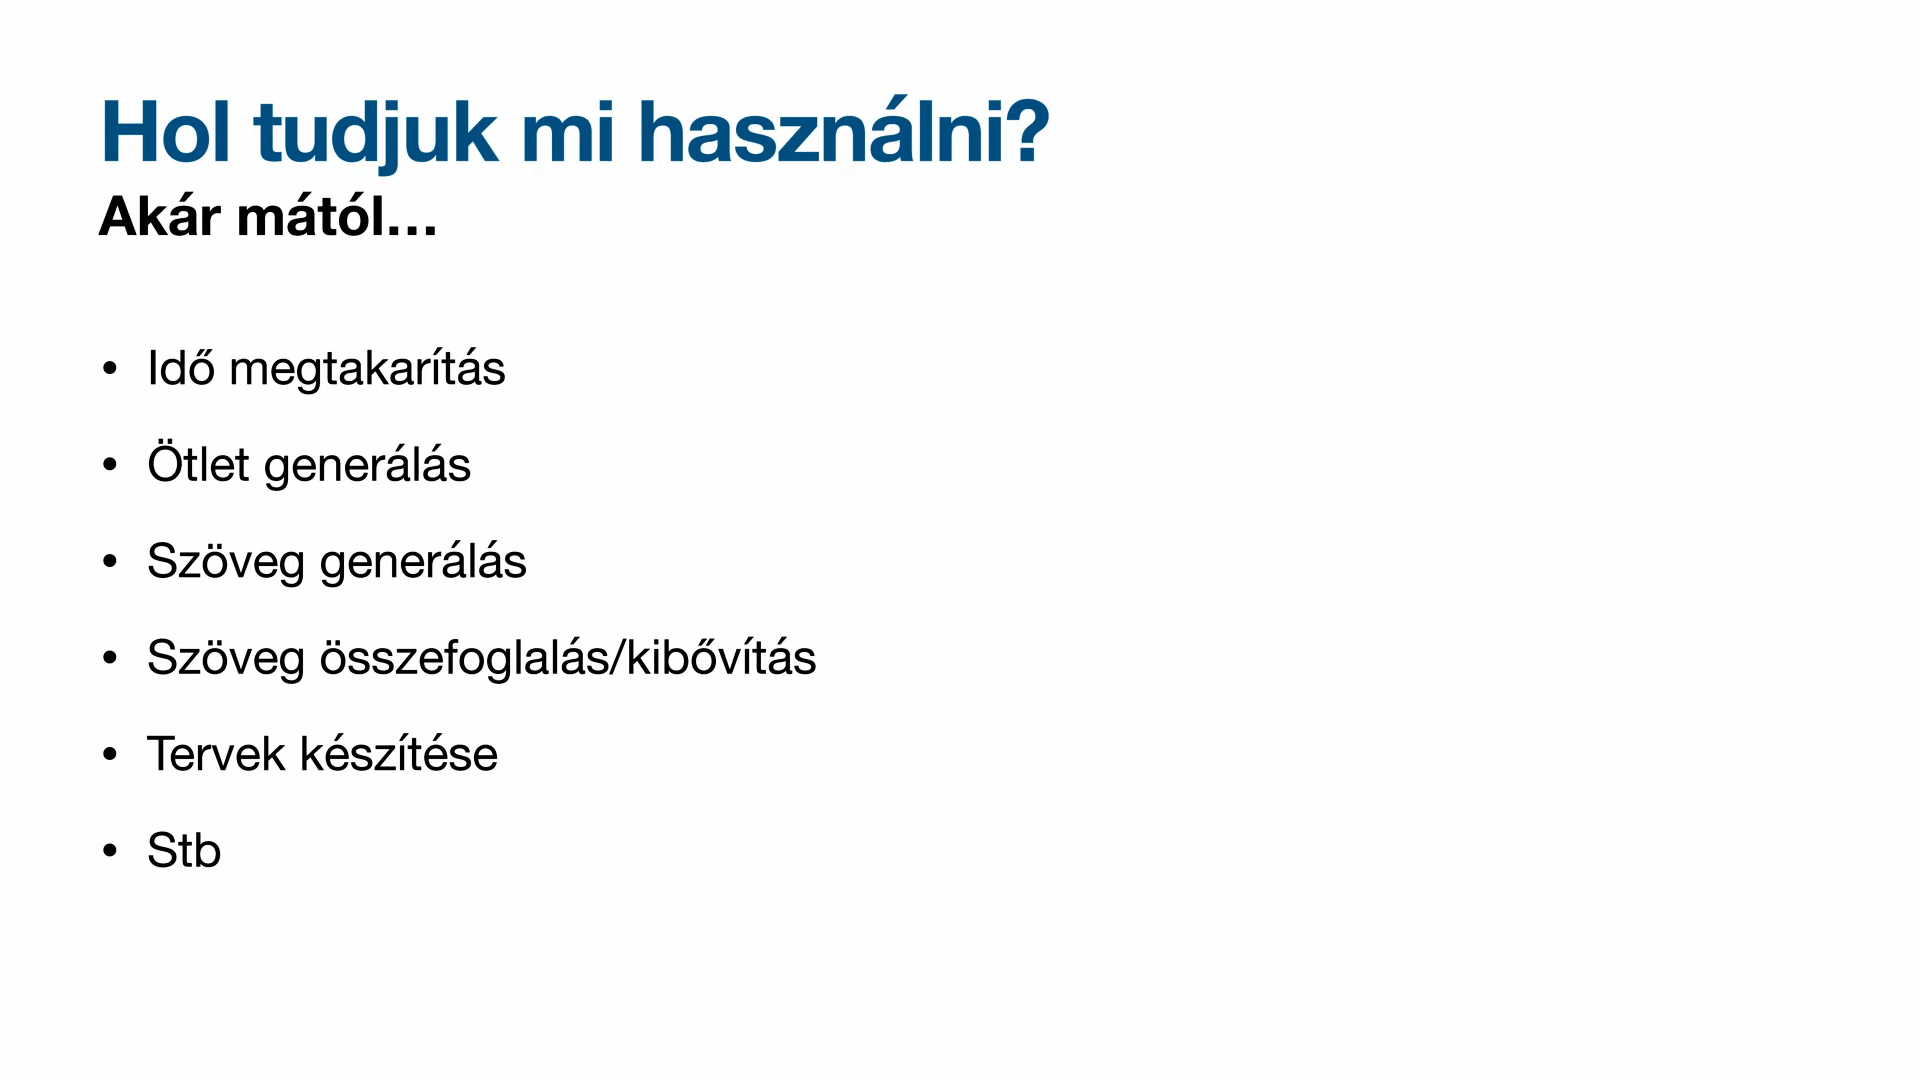 Hol tudjuk mi használni?
Akár mától…
• Idő megtakarítás
• Ötlet generálás
• Szöveg generálás
• Szöveg összefoglalás/kibővítás
• Tervek készítése
• Stb